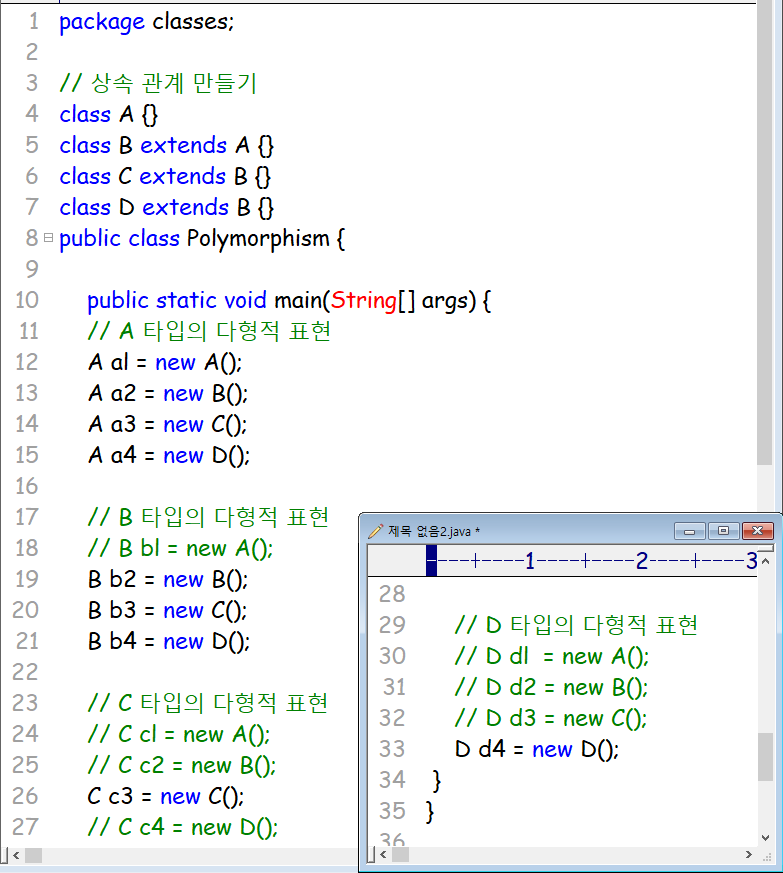 1 package classes;
2
3 // 상속 관계 만들기
4 class A {}
5 class B extends A {}
6 class C extends B {}
7 class D extends B {}
8 public class Polymorphism {
9
10 public static void main(String[] args) {
11 // A 타입의 다형적 표현
12 A al = new A();
13 A a2 = new B();
14 A a3 = new C();
15 A a4 = new D();
16
17 // B 타입의 다형적 표현
18 // B bl = new A();
19 B b2 = new B();
20 B b3 = new C();
21 B b4 = new D();
22
23 // C 타입의 다형적 표현
24 // C cl = new A();
25 // C c2 = new B();
26 C c3 = new C();
27 // C c4 = new D();
제목 없음2.java *
----+----1----+----2----+----3
28
29 // D 타입의 다형적 표현
30 // D dl = new A();
31 // D d2 = new B();
32 // D d3 = new C();
33 D d4 = new D();
34 }
35 }
36